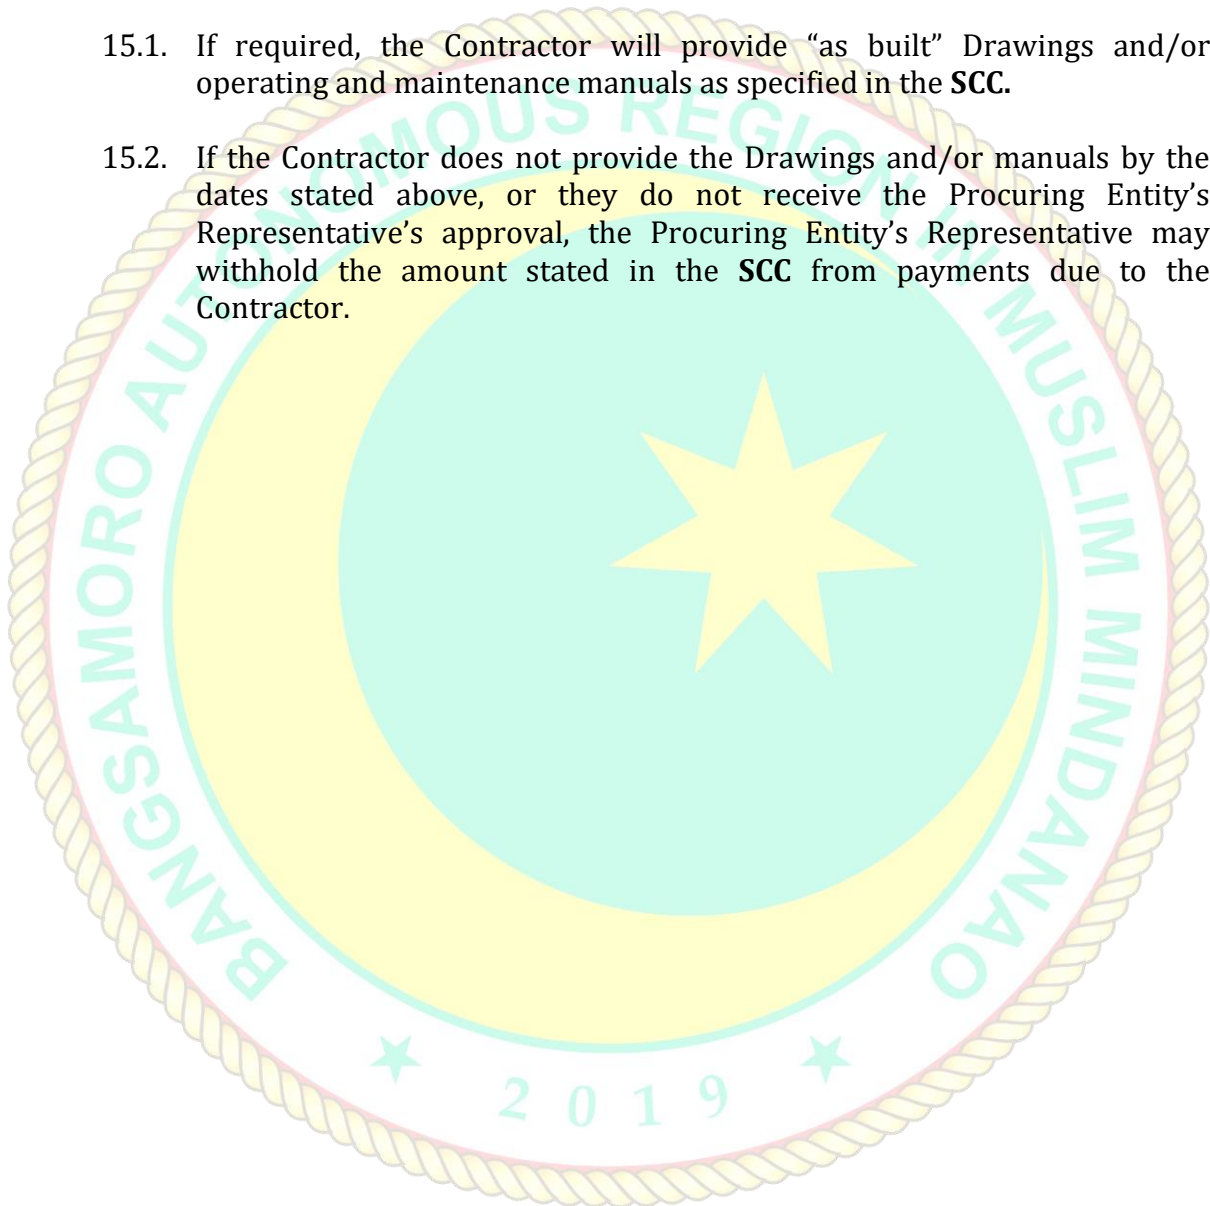 15.1. If required, the Contractor will provide “as built” Drawings and/or
operating and maintenance manuals as specified in the SCC.
15.2. If the Contractor does not provide the Drawings and/or manuals by the
dates stated above, or they do not receive the Procuring Entity’s
Representative’s approval, the Procuring Entity’s Representative may
withhold the amount stated in the SCC from payments due to the
Contractor.
BANGSAMORO AUTONOMOUS REGION IN MUSLIM MINDANAO
2019